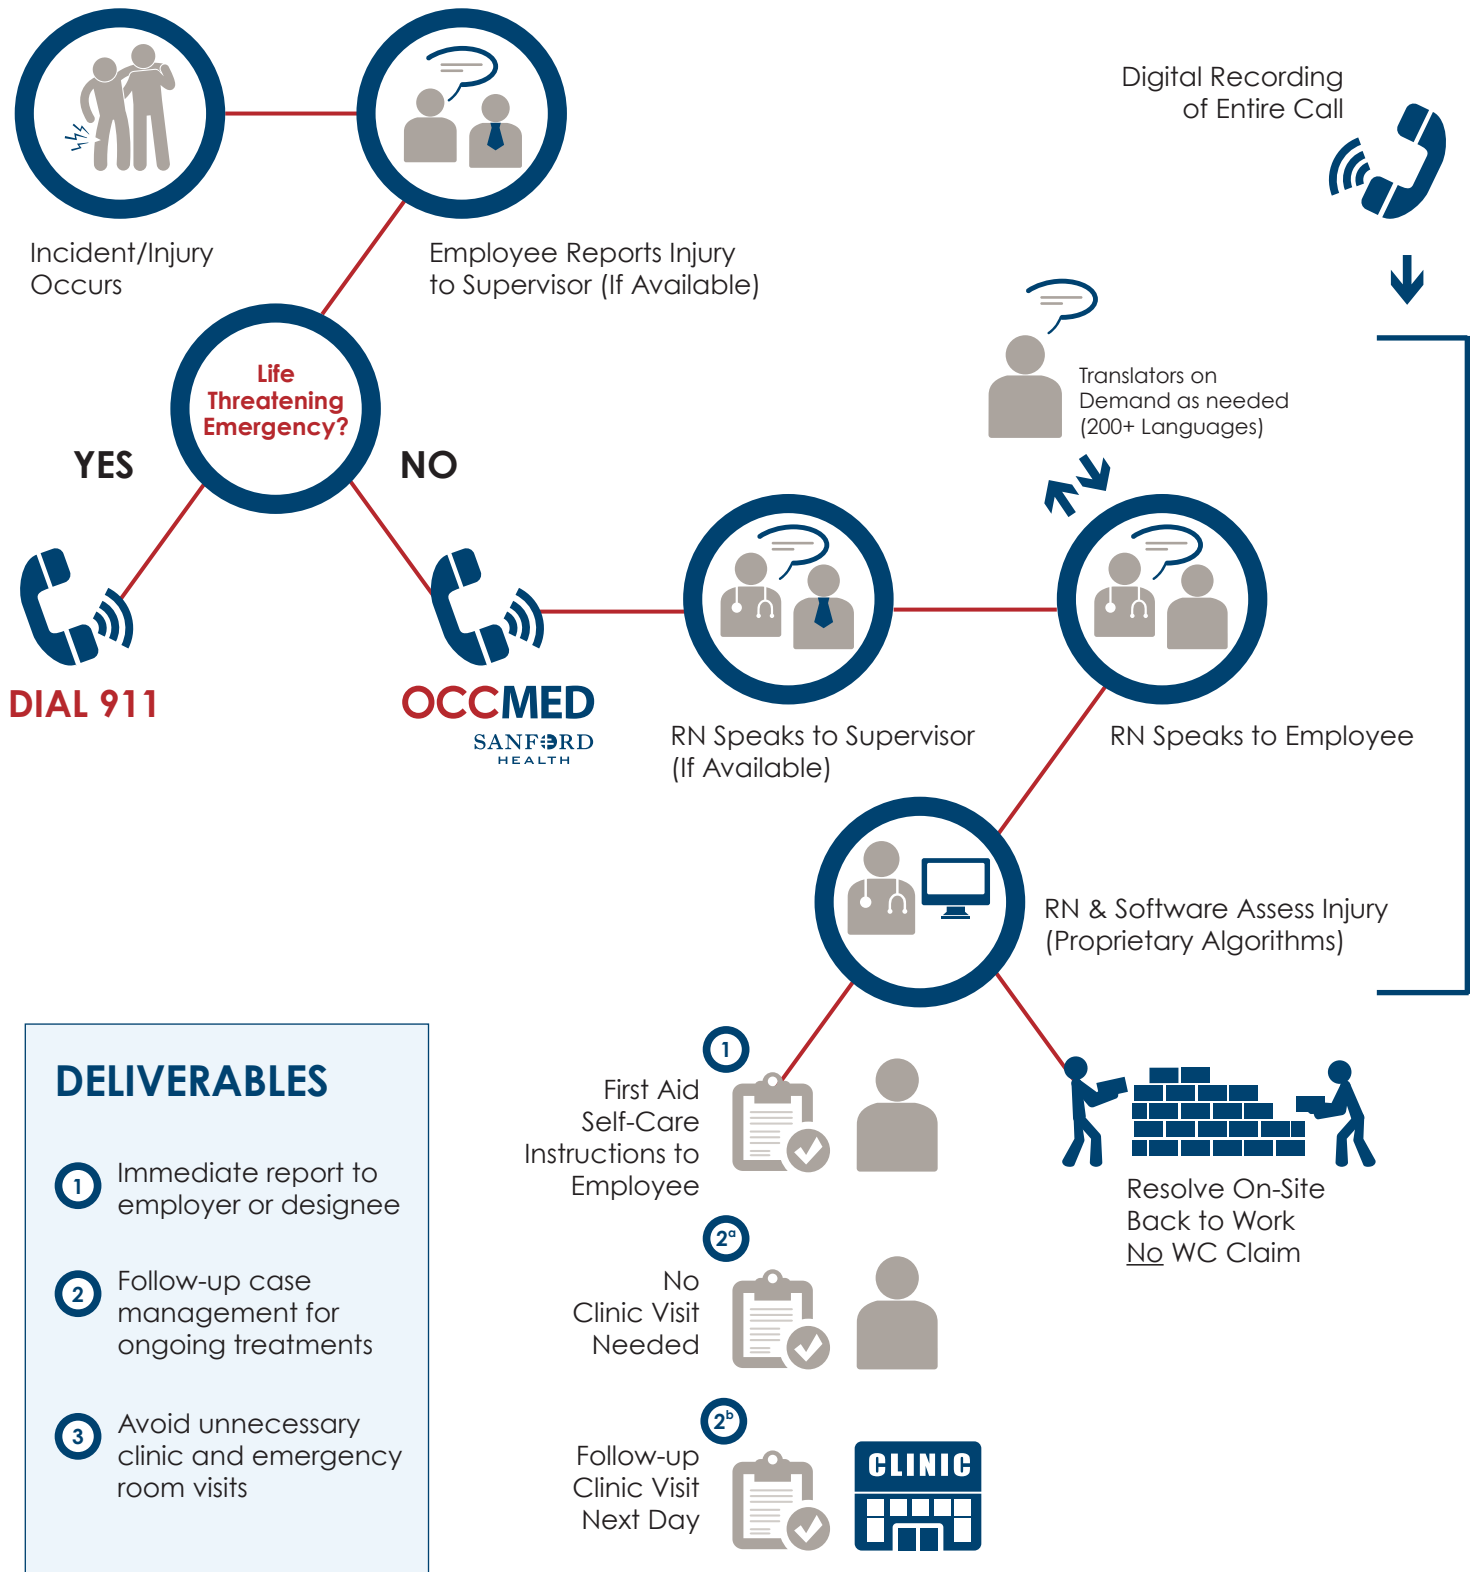 Incident/Injury
Occurs
Employee Reports Injury
to Supervisor (If Available)
Digital Recording
of Entire Call
Life
Threatening
Emergency?
YES
NO
Translators on
Demand as needed
(200+ Languages)
DIAL 911
OCCMED
SANFORD
HEALTH
RN Speaks to Supervisor
(If Available)
RN Speaks to Employee
RN & Software Assess Injury
(Proprietary Algorithms)
1
First Aid
Self-Care
Instructions to
Employee
2a
No
Clinic Visit
Needed
2b
Follow-up
Clinic Visit
Next Day
CLINIC
Resolve On-Site
Back to Work
No WC Claim
DELIVERABLES
1
Immediate report to
employer or designee
2
Follow-up case
management for
ongoing treatments
3
Avoid unnecessary
clinic and emergency
room visits